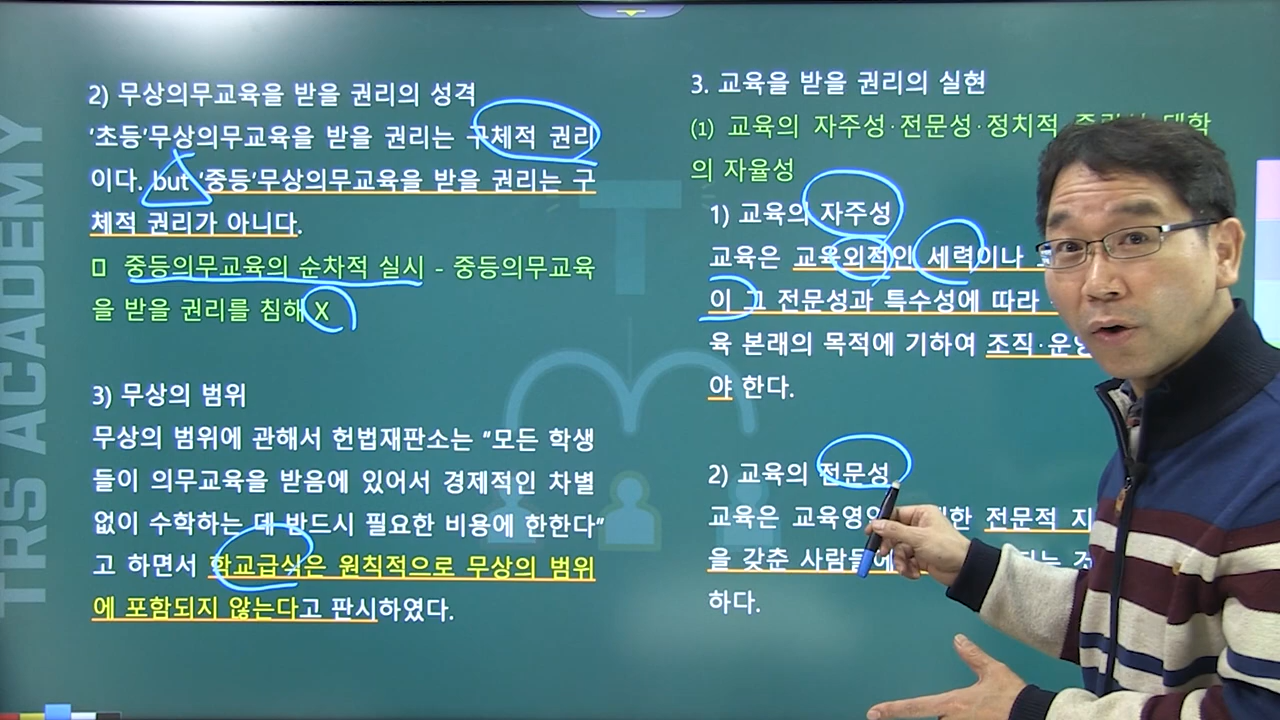 TRS ACADEMY
2) 무상의무교육을 받을 권리의 성격
'초등'무상의무교육을 받을 권리는 구체적 권리
이다. but '중등'무상의무교육을 받을 권리는 구
체적 권리가 아니다.
중등의무교육의 순차적 실시 - 중등의무교육
을 받을 권리를 침해 X
3) 무상의 범위
무상의 범위에 관해서 헌법재판소는 "모든 학생
들이 의무교육을 받음에 있어서 경제적인 차별
없이 수학하는 데 반드시 필요한 비용에 한한다"
고 하면서 학교급식은 원칙적으로 무상의 범위
에 포함되지 않는다고 판시하였다.
3. 교육을 받을 권리의 실현
(1) 교육의 자주성·전문성·정치적 대학
의 자율성
1) 교육의 자주성
교육은 교육외적인 세력이나
이 그 전문성과 특수성에 따라
육 본래의 목적에 기하여 조직·운영
야 한다.
2) 교육의 전문성
교육은 전문적
을 갖춘
하다.